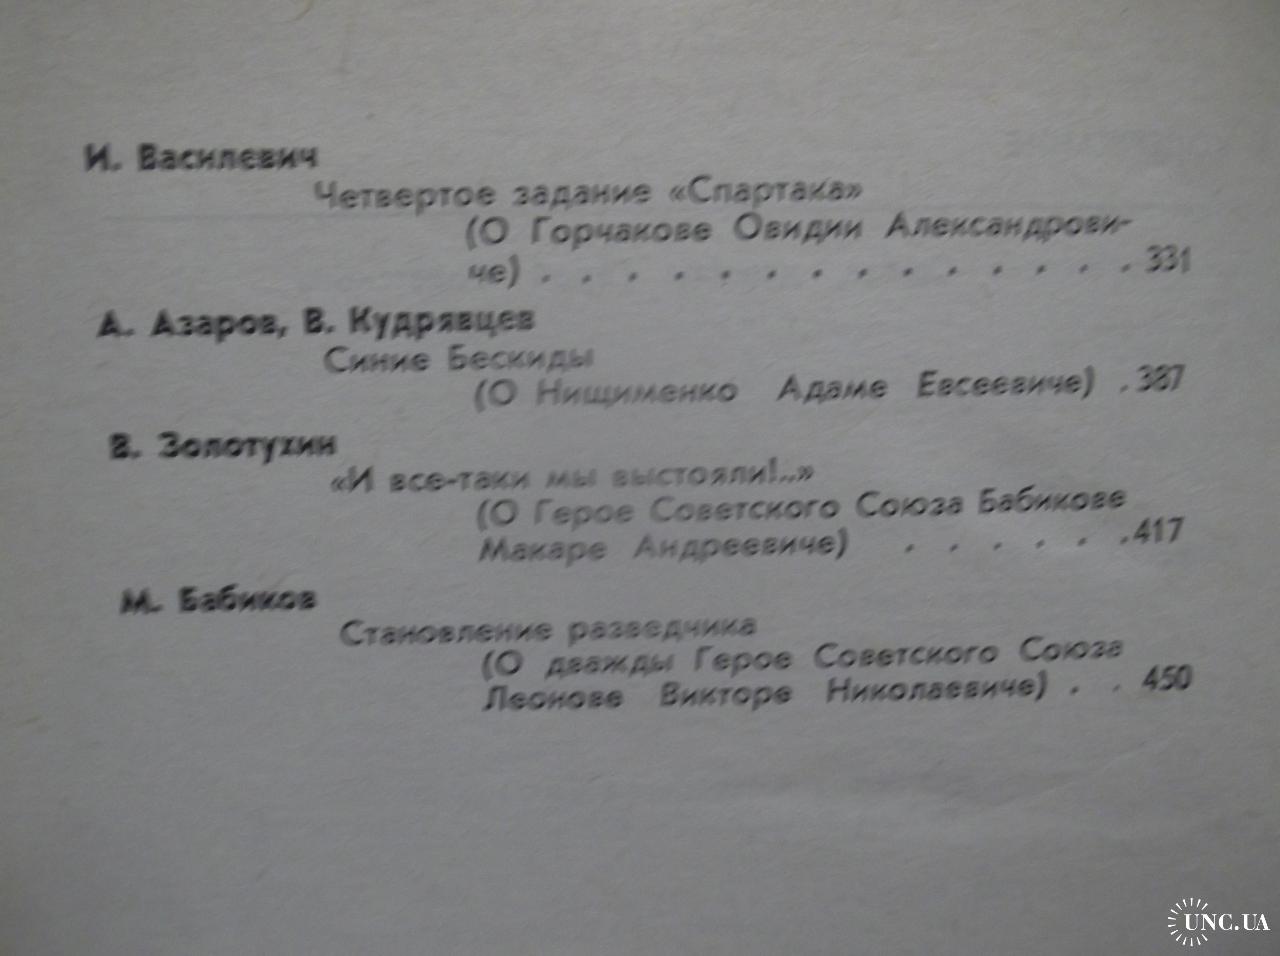 И. Василевич
Четвертое задание «Спартака»
(О Горчакове Овидии Александрови-
че) . . . . . . . . . . . . . . 331
А. Азаров, В. Кудрявцев
Синие Бескиды
(О Нищименко Адаме Евсеевиче) . 387
В. Золотухин
«И все-таки мы выстояли!..»
(О Герое Советского Союза Бабикове
Макаре Андреевиче) . . . . . . 417
М. Бабиков
Становление разведчика
(О дважды Герое Советского Союза
Леонове Викторе Николаевиче) . . 450
UNC.UA